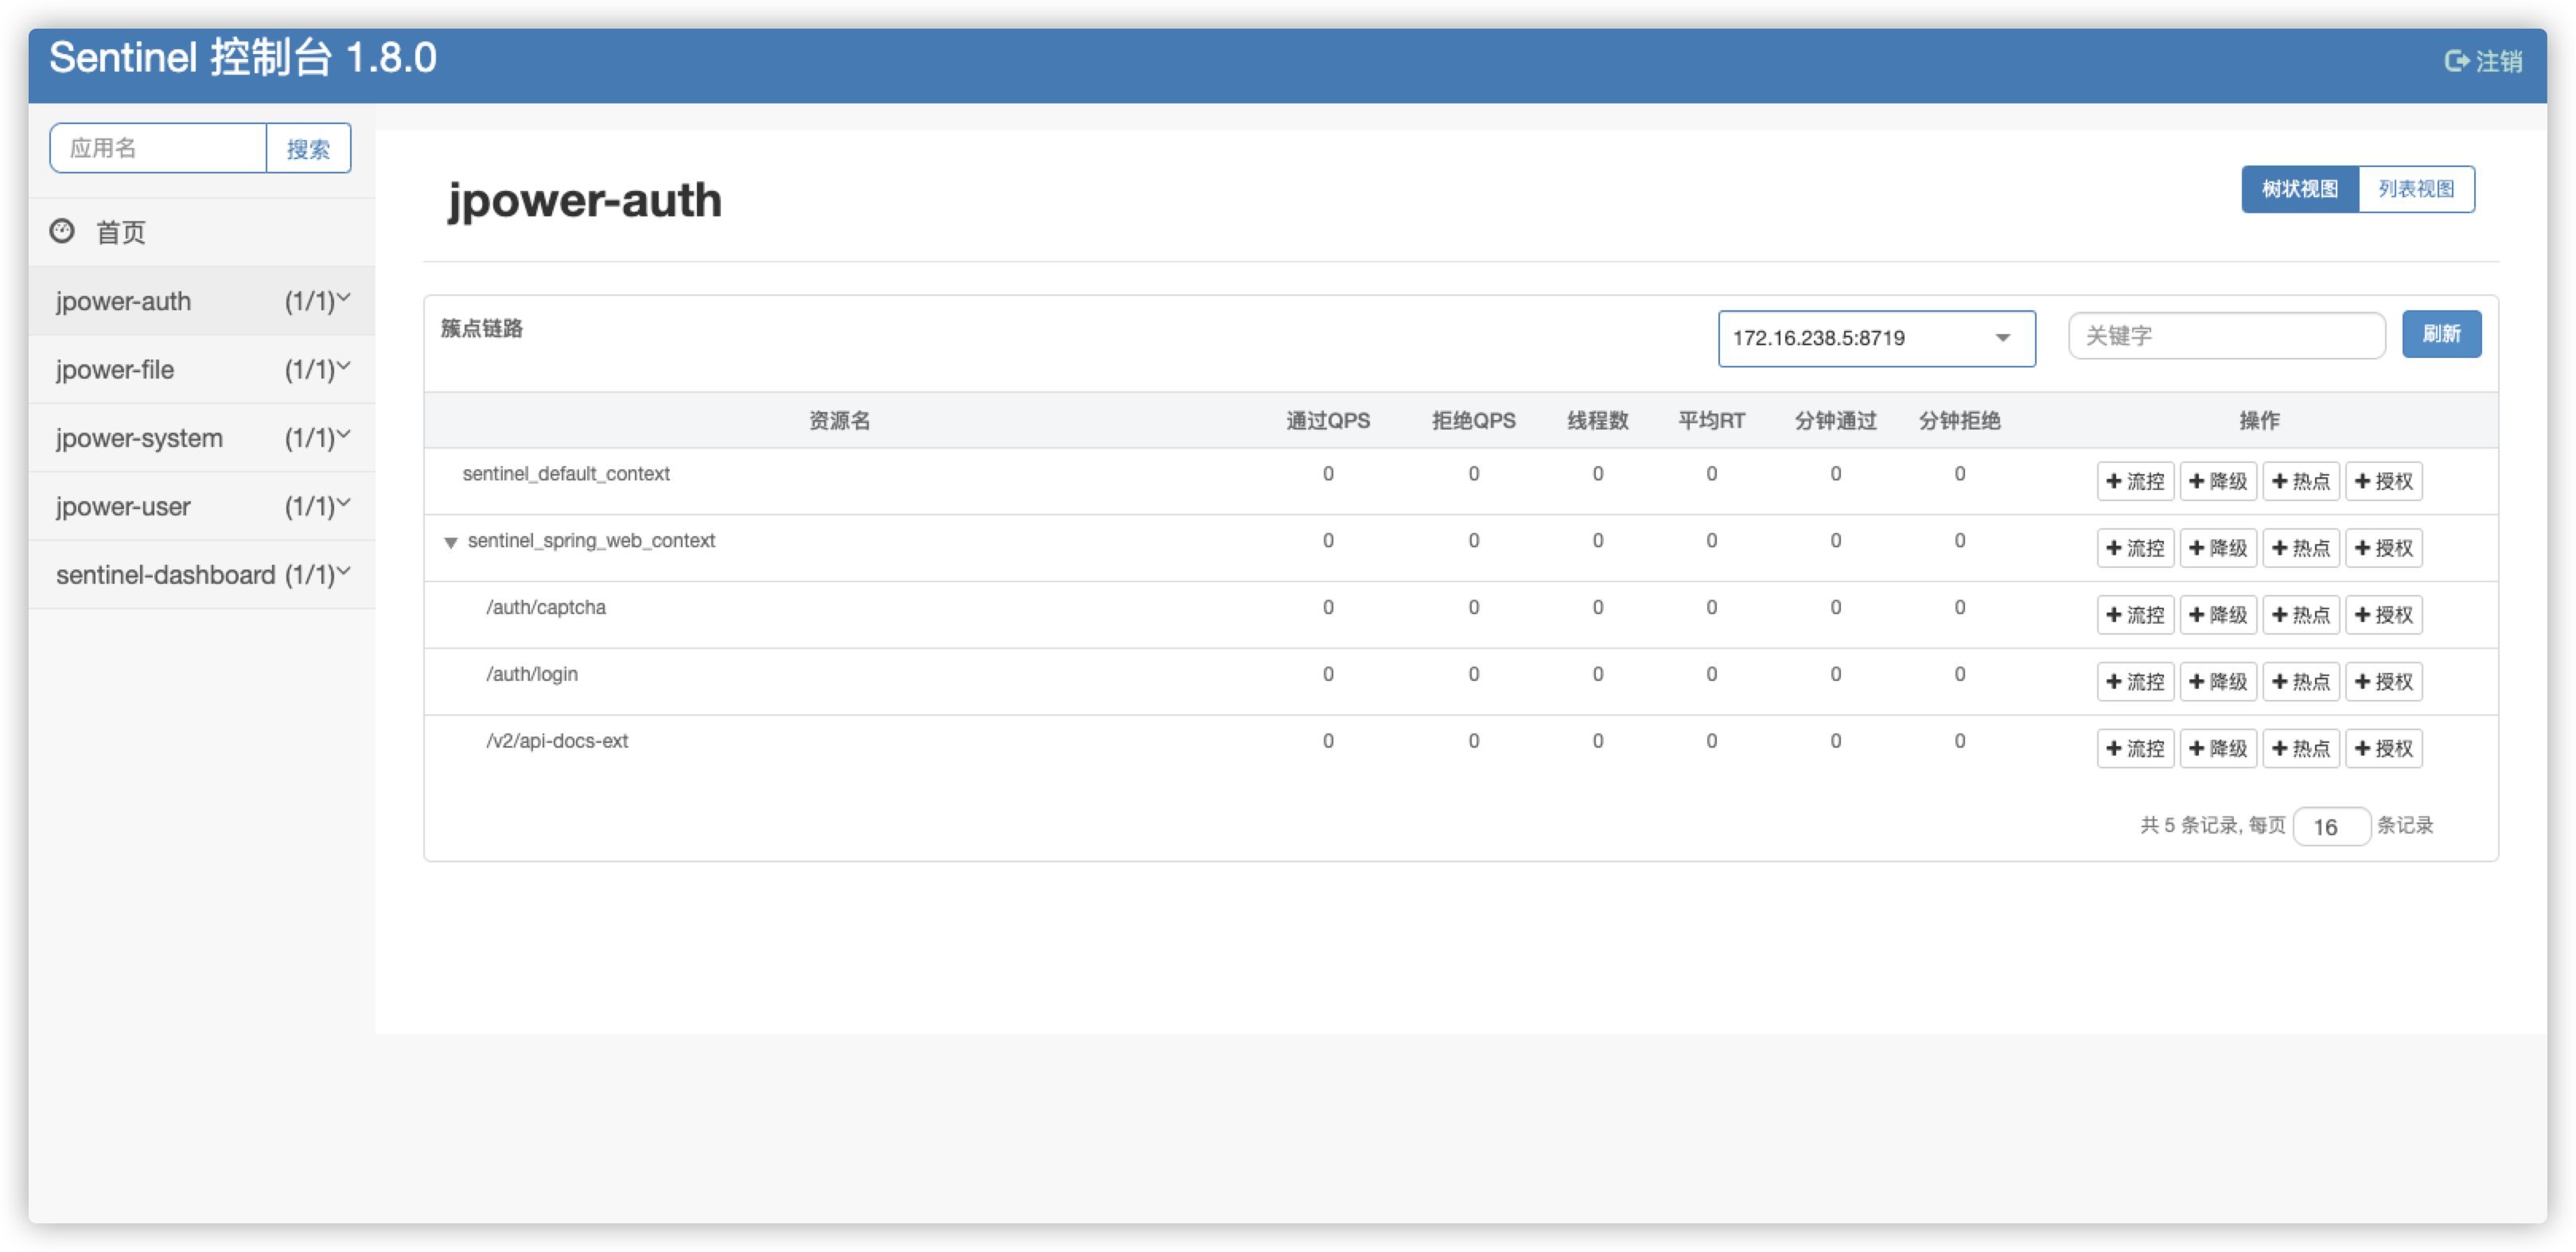 Sentinel 控制台 1.8.0
注销
应用名 搜索
首页
jpower-auth (1/1)
jpower-file (1/1)
jpower-system (1/1)
jpower-user (1/1)
sentinel-dashboard (1/1)
jpower-auth
树状视图 列表视图
簇点链路 172.16.238.5:8719 关键字 刷新
资源名 通过QPS 拒绝QPS 线程数 平均RT 分钟通过 分钟拒绝 操作
sentinel_default_context 0 0 0 0 0 0 流控 降级 热点 授权
sentinel_spring_web_context 0 0 0 0 0 0 流控 降级 热点 授权
/auth/captcha 0 0 0 0 0 0 流控 降级 热点 授权
/auth/login 0 0 0 0 0 0 流控 降级 热点 授权
/v2/api-docs-ext 0 0 0 0 0 0 流控 降级 热点 授权
共 5 条记录, 每页 16 条记录